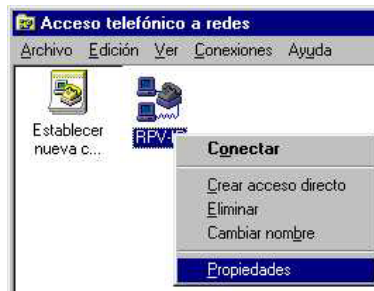 Acceso telefónico a redes
Archivo Edición Ver Conexiones Ayuda
Establecer
nueva c...
Conectar
Crear acceso directo
Eliminar
Cambiar nombre
Propiedades